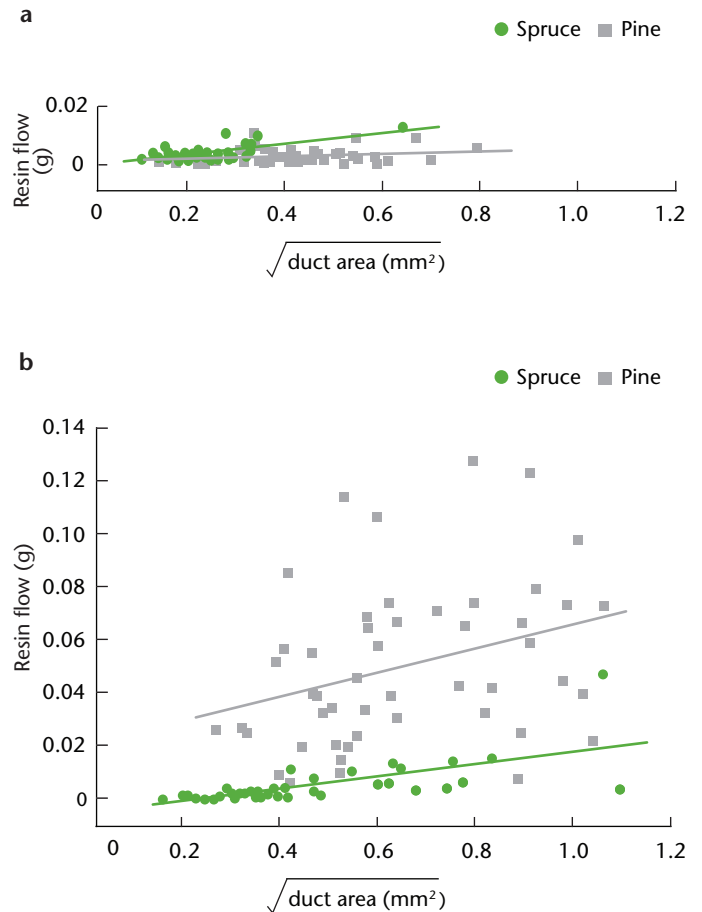 a
Spruce Pine
0.02
0
Resin flow
(g)
0 0.2 0.4 0.6 0.8 1.0 1.2
√duct area (mm²)
b
Spruce Pine
0.14
0.12
0.10
0.08
0.06
0.04
0.02
0
Resin flow (g)
0 0.2 0.4 0.6 0.8 1.0 1.2
√duct area (mm²)